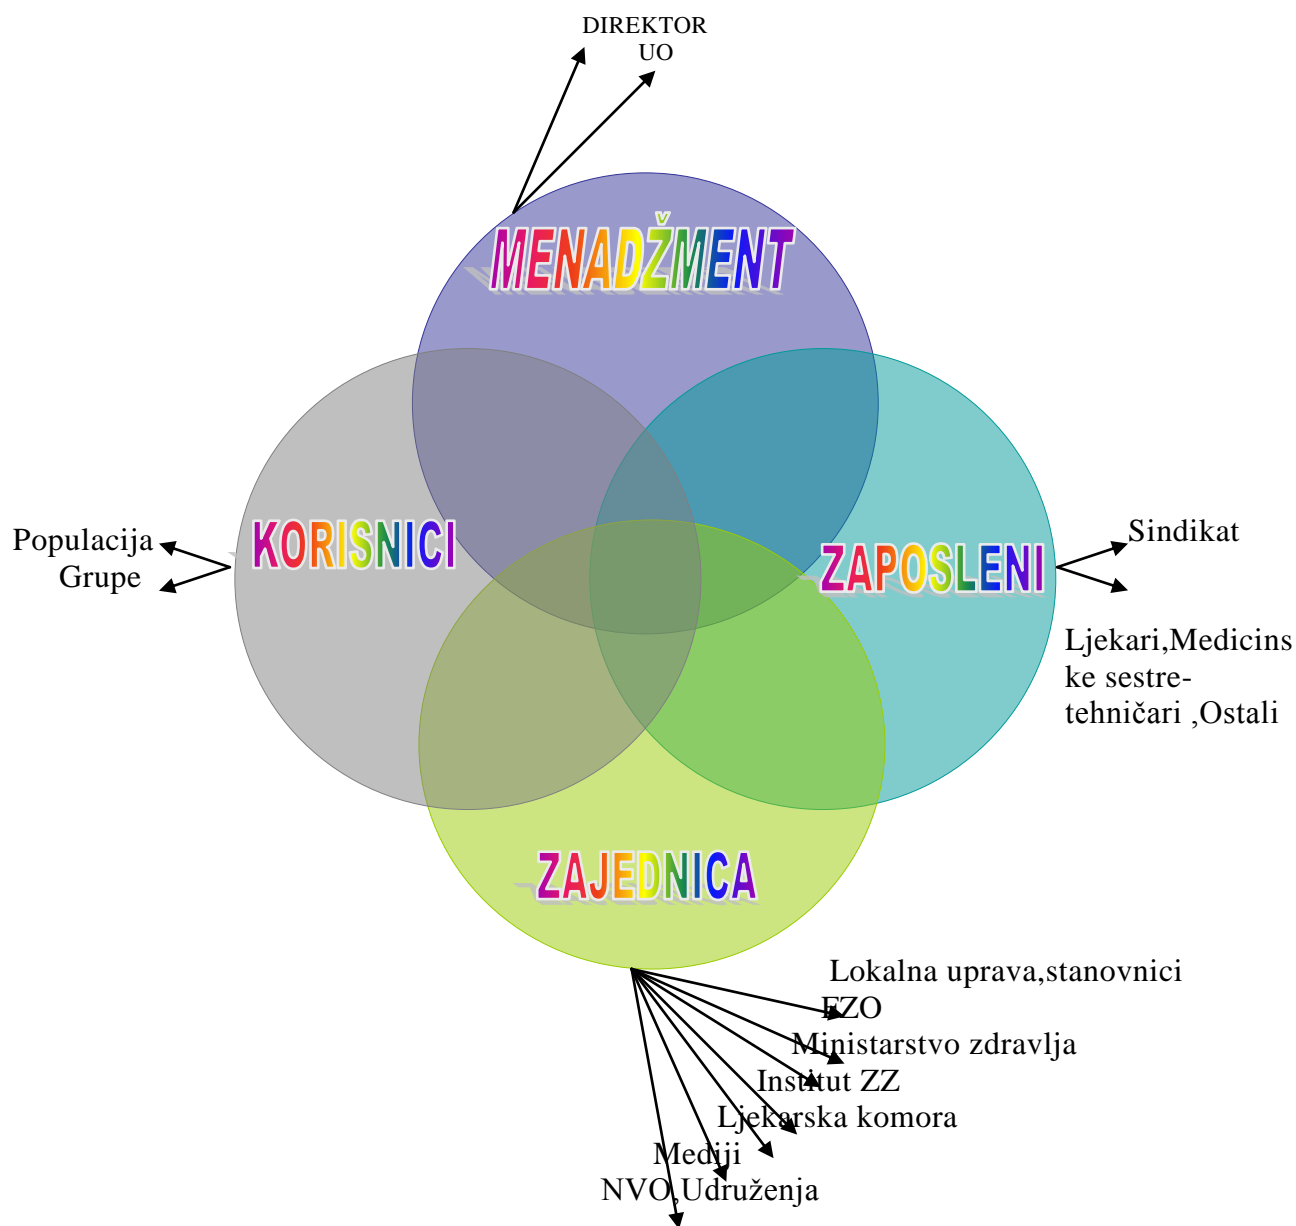 DIREKTOR
UO
MENADŽMENT
KORISNICI
Populacija
Grupe
ZAPOSLENI
Sindikat
Ljekari,Medicins
ke sestre-
tehničari ,Ostali
ZAJEDNICA
Lokalna uprava,stanovnici
FZO
Ministarstvo zdravlja
Institut ZZ
Ljekarska komora
Mediji
NVO,Udruženja